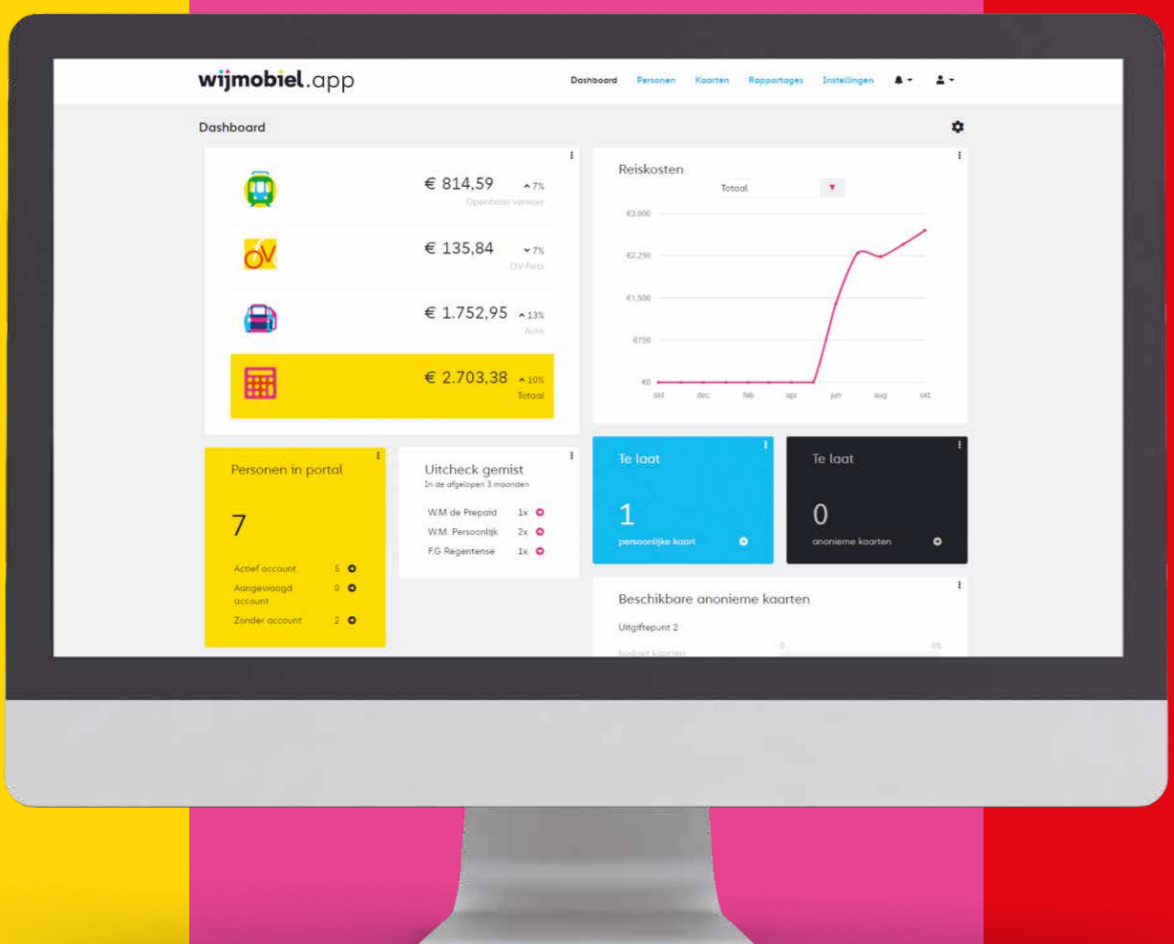 wijmobiel.app
Dashboard Personen Kaarten Rapportages Instellingen
Dashboard
€ 814,59 7%
Openbaar vervoer
OV
€ 135,84 7%
OV-fiets
€ 1.752,95 13%
Auto
€ 2.703,38 10%
Totaal
Reiskosten
Totaal
€3,000
€2,250
€1,500
€750
€0
okt dec feb apr jun aug okt
Personen in portal
7
Actief account 5
Aangevraagd account 0
Zonder account 2
Uitcheck gemist
In de afgelopen 3 maanden
W.M de Prepaid 1x
W.M. Persoonlijk 2x
F.G Regentense 1x
Te laat
1
persoonlijke kaart
Te laat
0
anonieme kaarten
Beschikbare anonieme kaarten
Uitgiftepunt 2
budget kaarten 0 0%